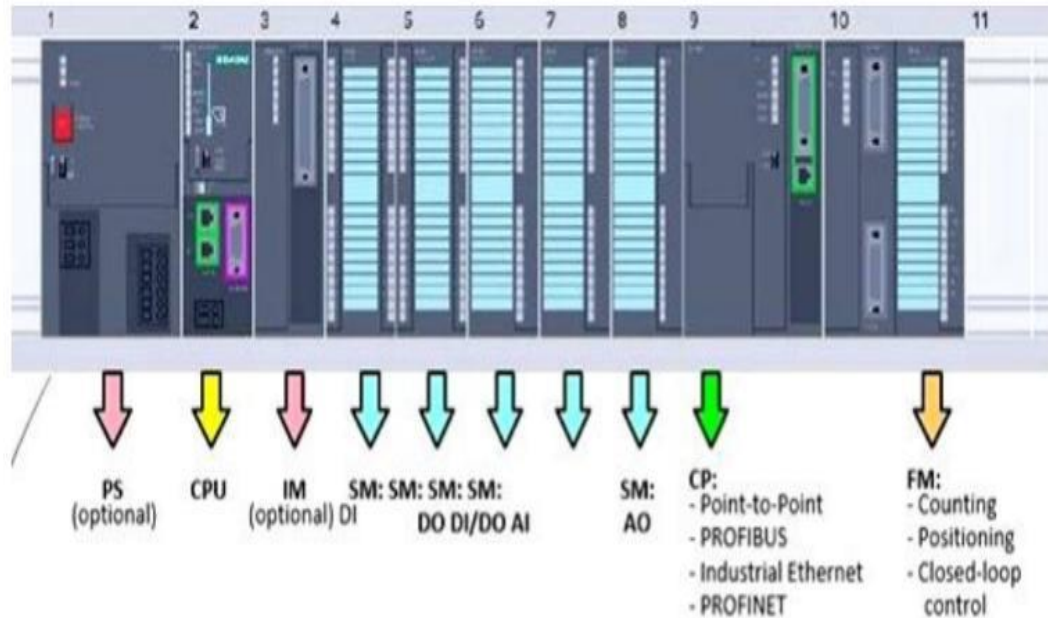 1 2 3 4 5 6 7 8 9 10 11
SIEMENS
PS
(optional)
CPU
IM
(optional) DI
SM: SM: SM: SM:
DO DI/DO AI
SM:
AO
CP:
- Point-to-Point
- PROFIBUS
- Industrial Ethernet
- PROFINET
FM:
- Counting
- Positioning
- Closed-loop
control